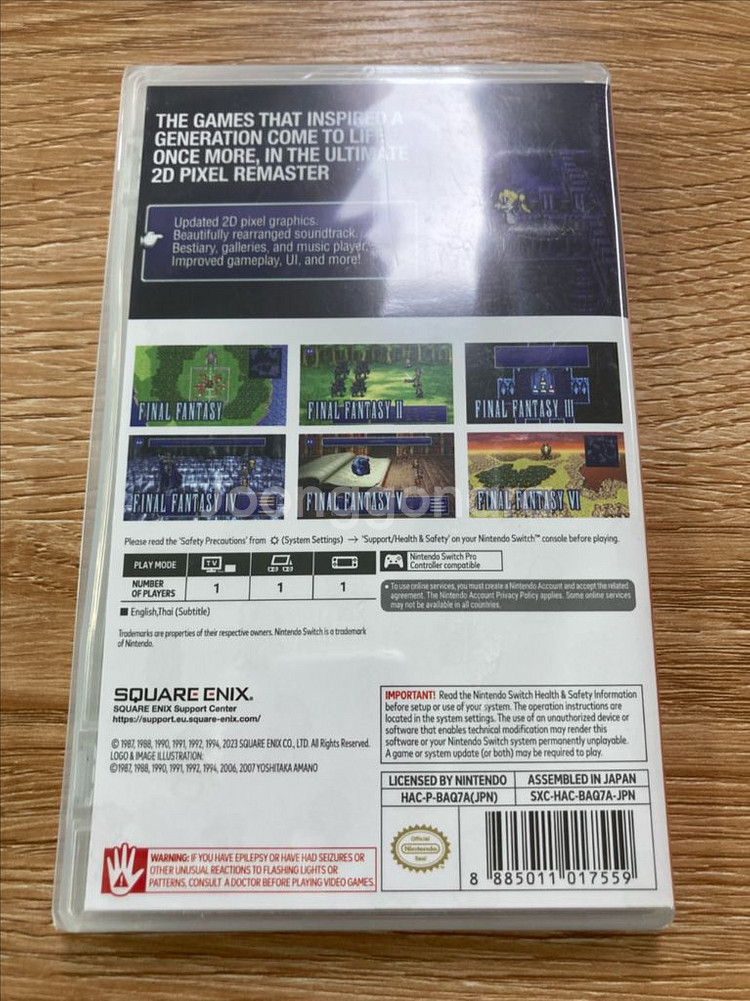 THE GAMES THAT INSPIRED A
GENERATION COME TO LIFE
ONCE MORE, IN THE ULTIMATE
2D PIXEL REMASTER
Updated 2D pixel graphics.
Beautifully rearranged soundtrack.
Bestiary, galleries, and music player.
Improved gameplay, UI, and more!
FINAL FANTASY
FINAL FANTASY II
FINAL FANTASY III
FINAL FANTASY IV
FINAL FANTASY V
FINAL FANTASY VI
Please read the 'Safety Precautions' from (System Settings) → 'Support/Health & Safety' on your Nintendo Switch™ console before playing.
PLAY MODE
TV
NUMBER
OF PLAYERS
1
1
1
Nintendo Switch Pro
Controller compatible
• To use online services, you must create a Nintendo Account and accept the related
agreement. The Nintendo Account Privacy Policy applies. Some online services
may not be available in all countries.
■ English,Thai (Subtitle)
Trademarks are properties of their respective owners. Nintendo Switch is a trademark
of Nintendo.
SQUARE ENIX.
SQUARE ENIX Support Center
https://support.eu.square-enix.com/
© 1987, 1988, 1990, 1991, 1992, 1994, 2023 SQUARE ENIX CO., LTD. All Rights Reserved.
LOGO & IMAGE ILLUSTRATION:
©1987, 1988, 1990, 1991, 1992, 1994, 2006, 2007 YOSHITAKA AMANO
IMPORTANT! Read the Nintendo Switch Health & Safety Information
before setup or use of your system. The operation instructions are
located in the system settings. The use of an unauthorized device or
software that enables technical modification may render this
software or your Nintendo Switch system permanently unplayable.
A game or system update (or both) may be required to play.
LICENSED BY NINTENDO
ASSEMBLED IN JAPAN
HAC-P-BAQ7A(JPN)
SXC-HAC-BAQ7A-JPN
WARNING: IF YOU HAVE EPILEPSY OR HAVE HAD SEIZURES OR
OTHER UNUSUAL REACTIONS TO FLASHING LIGHTS OR
PATTERNS, CONSULT A DOCTOR BEFORE PLAYING VIDEO GAMES.
Official
Nintendo
Seal
8 885011 017559